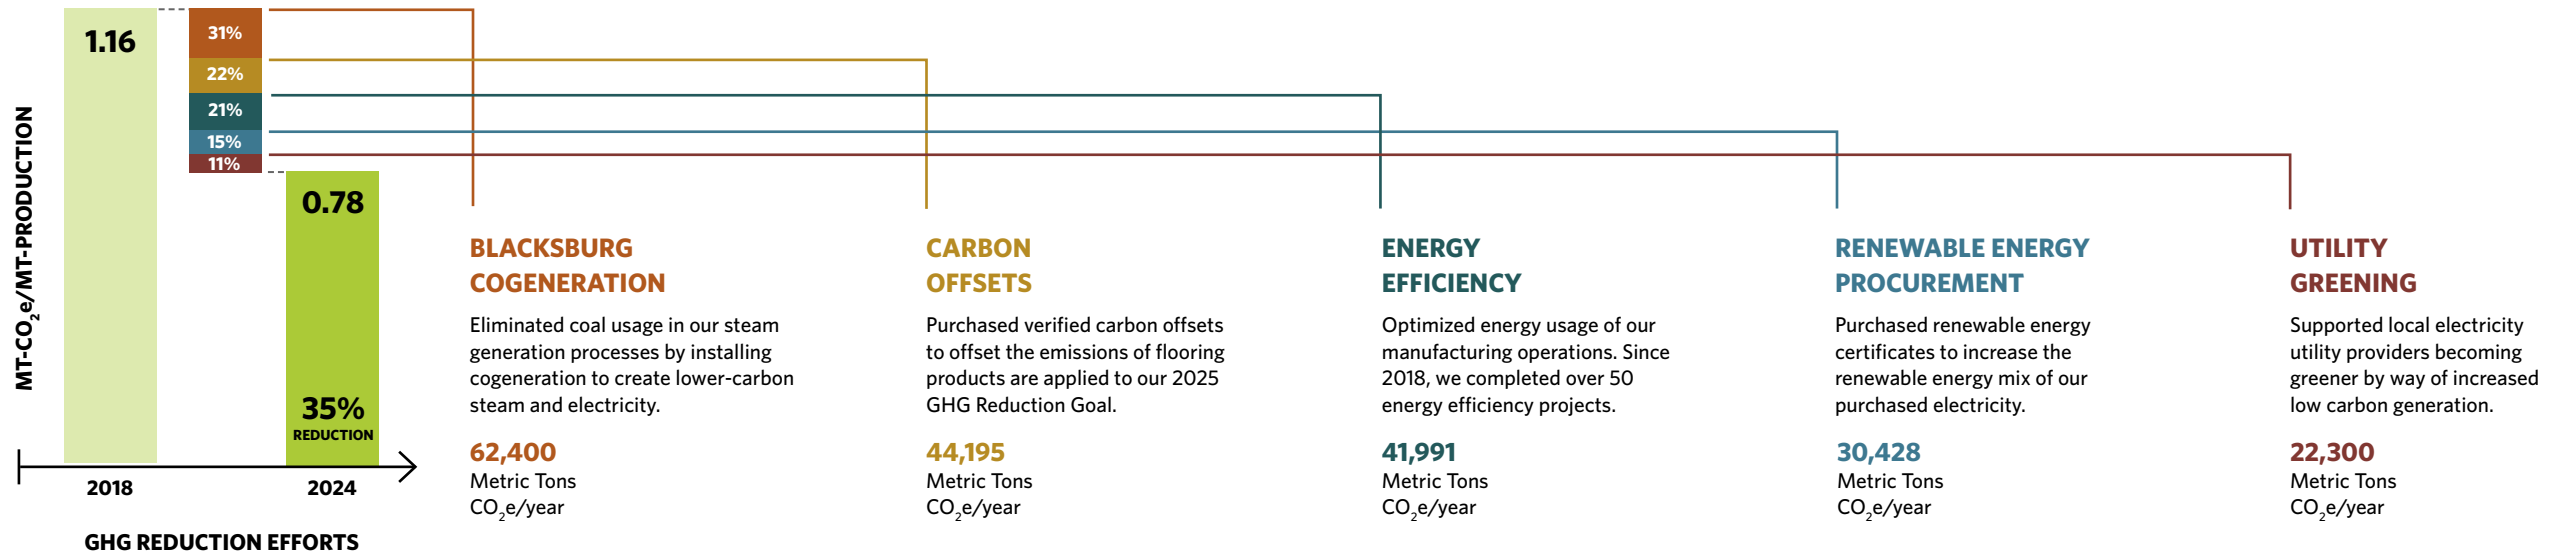 MT-CO2e/MT-PRODUCTION
1.16
31%
22%
21%
15%
11%
0.78
35%
REDUCTION
2018
2024
GHG REDUCTION EFFORTS
BLACKSBURG
COGENERATION
Eliminated coal usage in our steam
generation processes by installing
cogeneration to create lower-carbon
steam and electricity.
62,400
Metric Tons
CO2e/year
CARBON
OFFSETS
Purchased verified carbon offsets
to offset the emissions of flooring
products are applied to our 2025
GHG Reduction Goal.
44,195
Metric Tons
CO2e/year
ENERGY
EFFICIENCY
Optimized energy usage of our
manufacturing operations. Since
2018, we completed over 50
energy efficiency projects.
41,991
Metric Tons
CO2e/year
RENEWABLE ENERGY
PROCUREMENT
Purchased renewable energy
certificates to increase the
renewable energy mix of our
purchased electricity.
30,428
Metric Tons
CO2e/year
UTILITY
GREENING
Supported local electricity
utility providers becoming
greener by way of increased
low carbon generation.
22,300
Metric Tons
CO2e/year